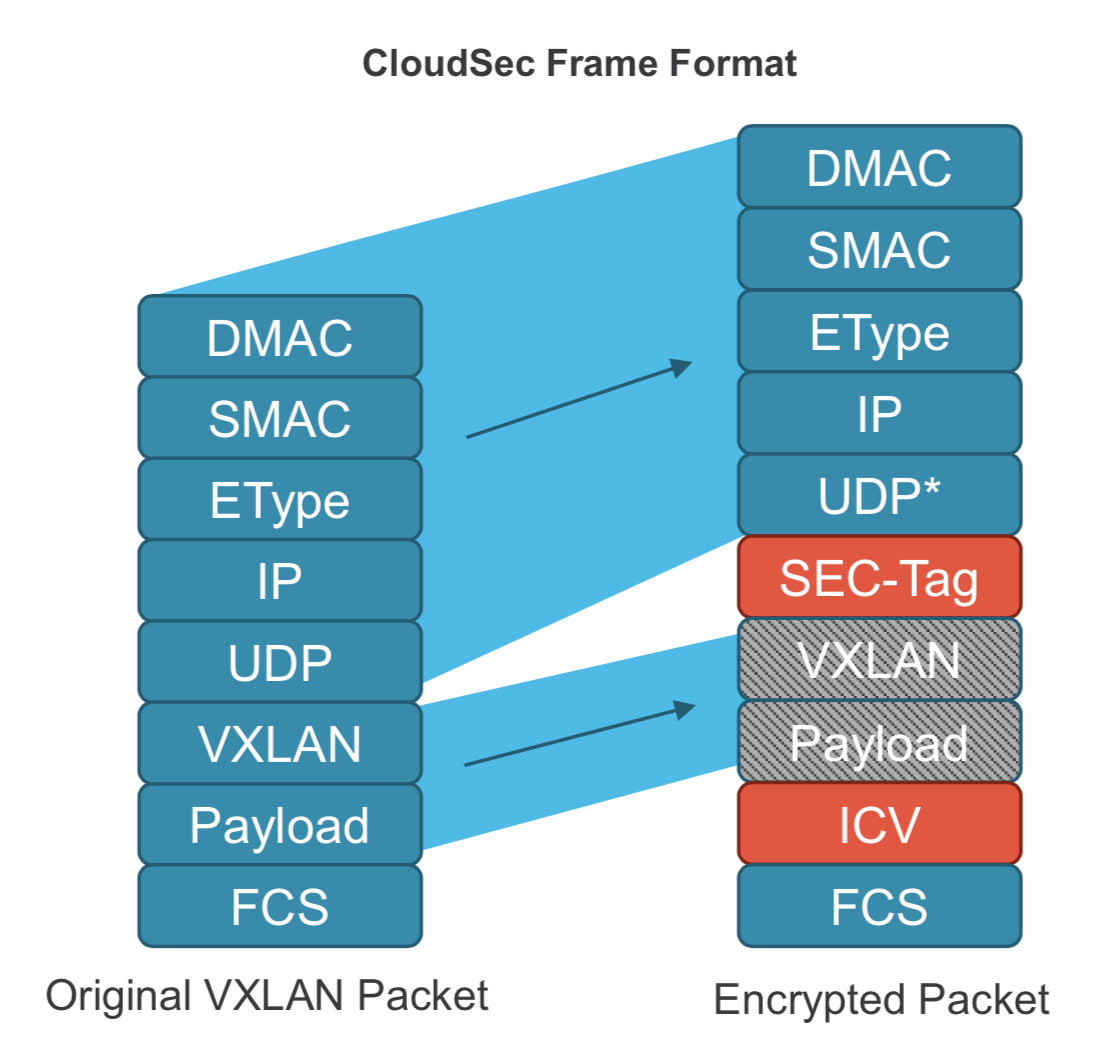 CloudSec Frame Format
DMAC
SMAC
EType
IP
UDP
VXLAN
Payload
FCS
Original VXLAN Packet
DMAC
SMAC
EType
IP
UDP*
SEC-Tag
VXLAN
Payload
ICV
FCS
Encrypted Packet